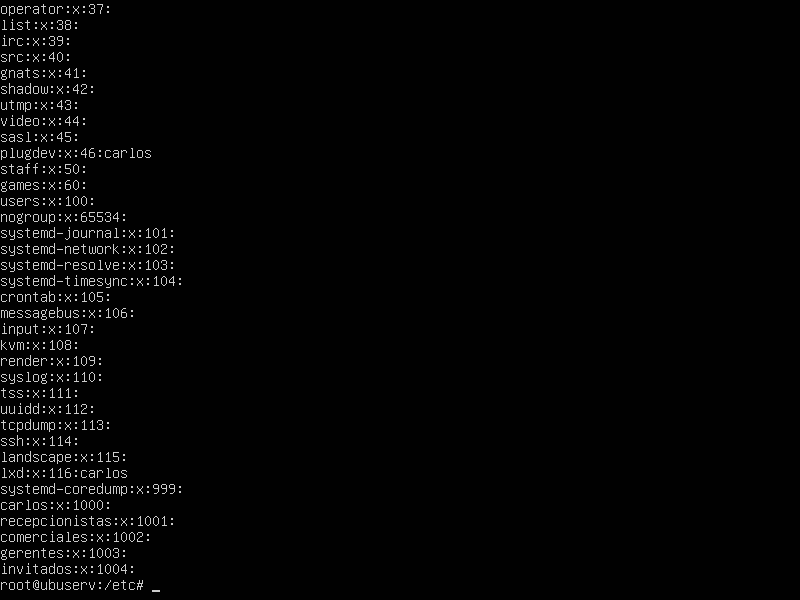 operator:x:37:
list:x:38:
irc:x:39:
src:x:40:
gnats:x:41:
shadow:x:42:
utmp:x:43:
video:x:44:
sasl:x:45:
plugdev:x:46:carlos
staff:x:50:
games:x:60:
users:x:100:
nogroup:x:65534:
systemd-journal:x:101:
systemd-network:x:102:
systemd-resolve:x:103:
systemd-timesync:x:104:
crontab:x:105:
messagebus:x:106:
input:x:107:
kvm:x:108:
render:x:109:
syslog:x:110:
tss:x:111:
uuidd:x:112:
tcpdump:x:113:
ssh:x:114:
landscape:x:115:
lxd:x:116:carlos
systemd-coredump:x:999:
carlos:x:1000:
recepcionistas:x:1001:
comerciales:x:1002:
gerentes:x:1003:
invitados:x:1004:
root@ubuserv:/etc# _